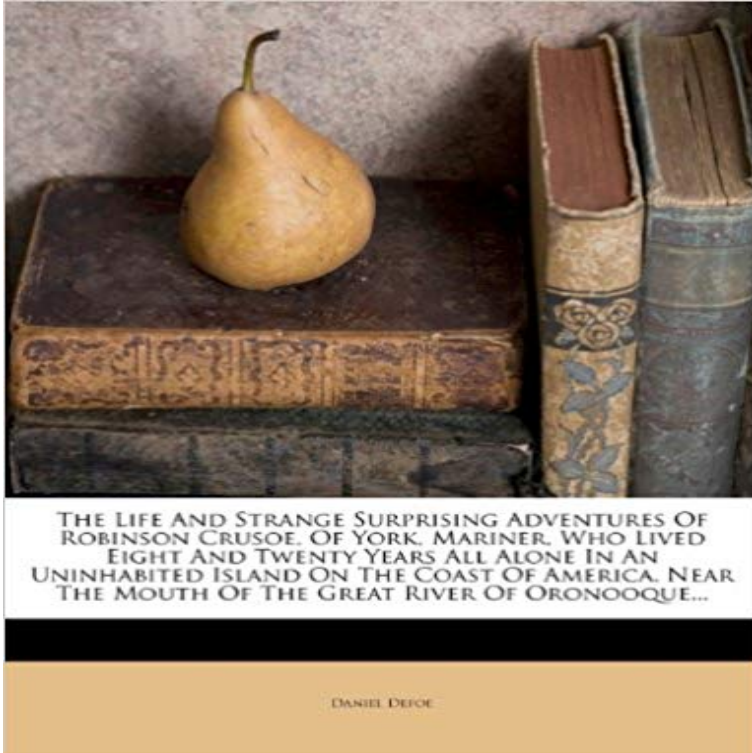 The Life And Strange Surprising Adventures Of
Robinson Crusoe, Of York, Mariner, Who Lived
Eight And Twenty Years All Alone In An
Uninhabited Island On The Coast Of America, Near
The Mouth Of The Great River Of Oronooque...
Daniel Defoe